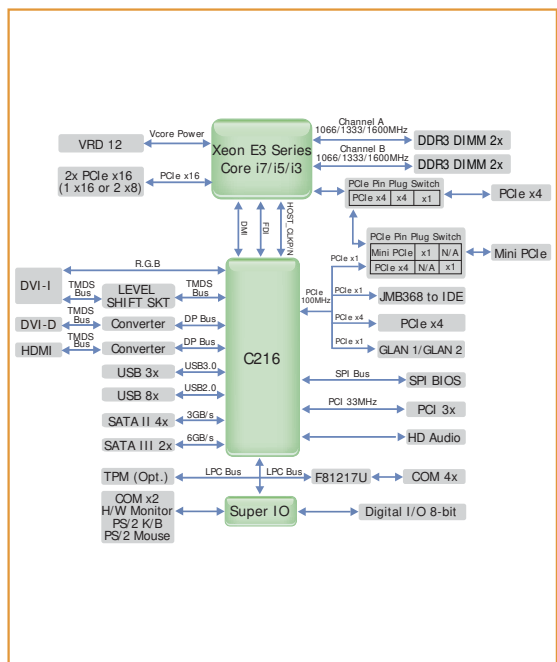 Channel A
1066/1333/1600MHz
DDR3 DIMM 2x
Channel B
1066/1333/1600MHz
DDR3 DIMM 2x
VRD 12
Vcore Power
Xeon E3 Series
Core i7/i5/i3
2x PCIe x16
(1 x16 or 2 x8)
PCIe x16
PCIe Pin Plug Switch
PCIe x4 x4 x1
PCIe x4
DMI
FDI
HOST_CLKP/N
PCIe Pin Plug Switch
Mini PCIe x1 N/A
PCIe x4 N/A x1
Mini PCIe
R.G.B
DVI-I
TMDS
Bus
LEVEL
SHIFT SKT
TMDS
Bus
DVI-D
TMDS
Bus
Converter
DP Bus
HDMI
TMDS
Bus
Converter
DP Bus
USB 3x
USB3.0
USB 8x
USB2.0
SATA II 4x
3GB/s
SATA III 2x
6GB/s
C216
PCIe
100MHz
PCIe x1
PCIe x1
JMB368 to IDE
PCIe x4
PCIe x4
PCIe x1
GLAN 1/GLAN 2
SPI Bus
SPI BIOS
PCI 33MHz
PCI 3x
HD Audio
TPM (Opt.)
LPC Bus
LPC Bus
F81217U
COM 4x
COM x2
H/W Monitor
PS/2 K/B
PS/2 Mouse
Super IO
Digital I/O 8-bit